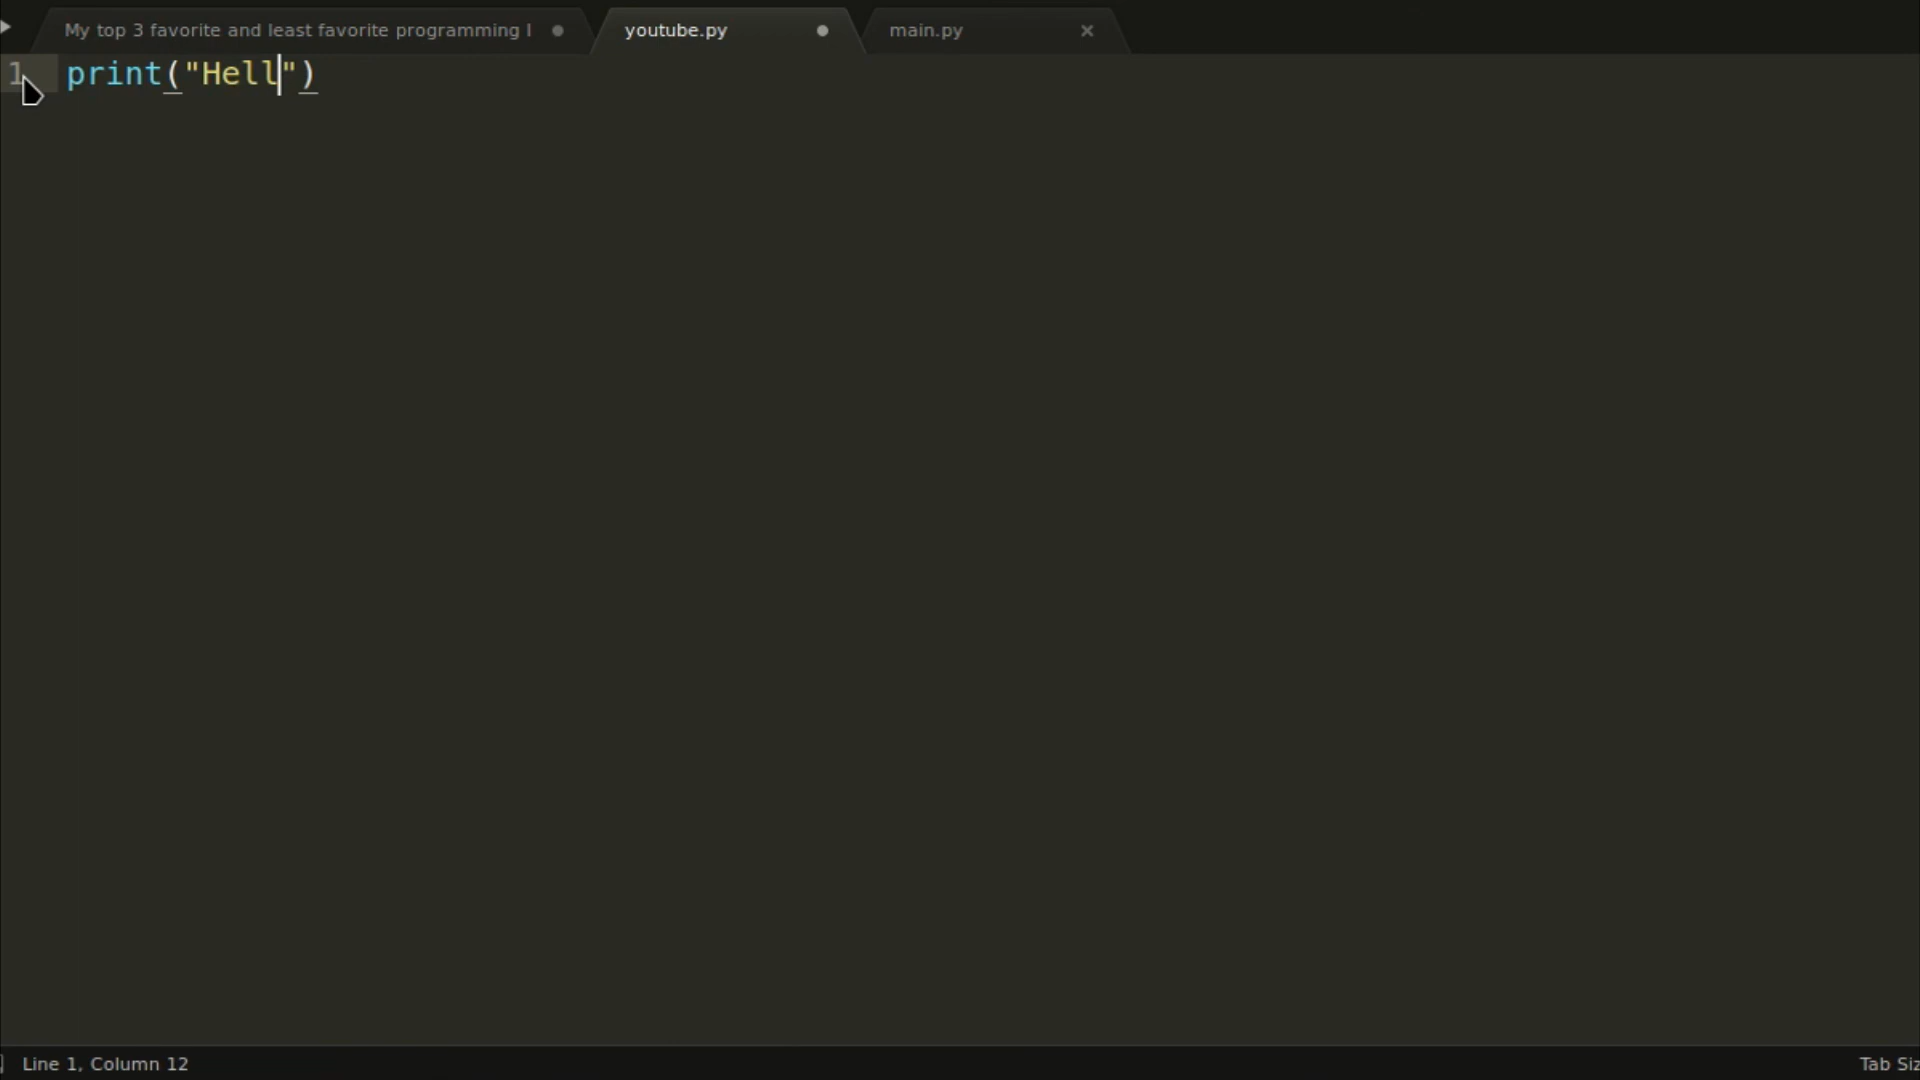 My top 3 favorite and least favorite programming l
youtube.py
main.py
1 print("Hell")
Line 1, Column 12
Tab Siz